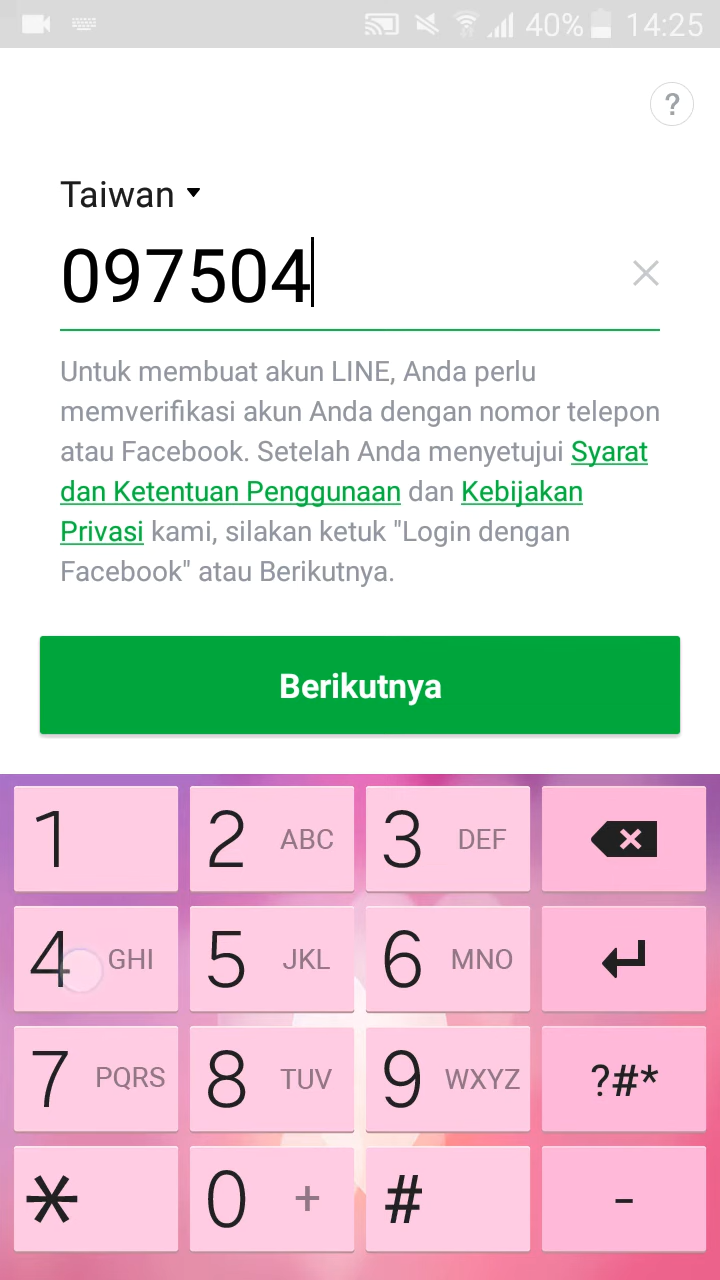 40% 14:25
?
Taiwan
097504
Untuk membuat akun LINE, Anda perlu
memverifikasi akun Anda dengan nomor telepon
atau Facebook. Setelah Anda menyetujui Syarat
dan Ketentuan Penggunaan dan Kebijakan
Privasi kami, silakan ketuk "Login dengan
Facebook" atau Berikutnya.
Berikutnya
1 2 ABC 3 DEF
4 GHI 5 JKL 6 MNO
7 PQRS 8 TUV 9 WXYZ ?#*
* 0 + # -